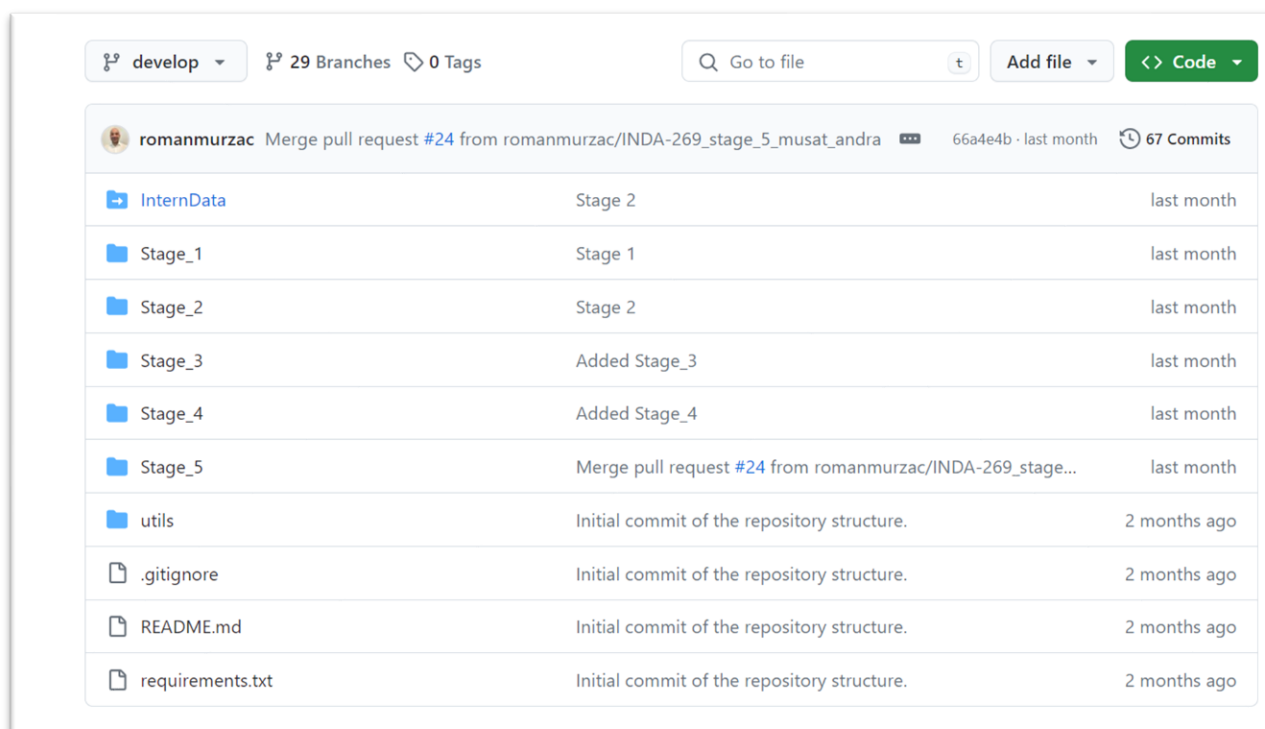 develop 29 Branches 0 Tags Go to file t Add file Code
romanmurzac Merge pull request #24 from romanmurzac/INDA-269_stage_5_musat_andra 66a4e4b · last month 67 Commits
InternData Stage 2 last month
Stage_1 Stage 1 last month
Stage_2 Stage 2 last month
Stage_3 Added Stage_3 last month
Stage_4 Added Stage_4 last month
Stage_5 Merge pull request #24 from romanmurzac/INDA-269_stage... last month
utils Initial commit of the repository structure. 2 months ago
.gitignore Initial commit of the repository structure. 2 months ago
README.md Initial commit of the repository structure. 2 months ago
requirements.txt Initial commit of the repository structure. 2 months ago